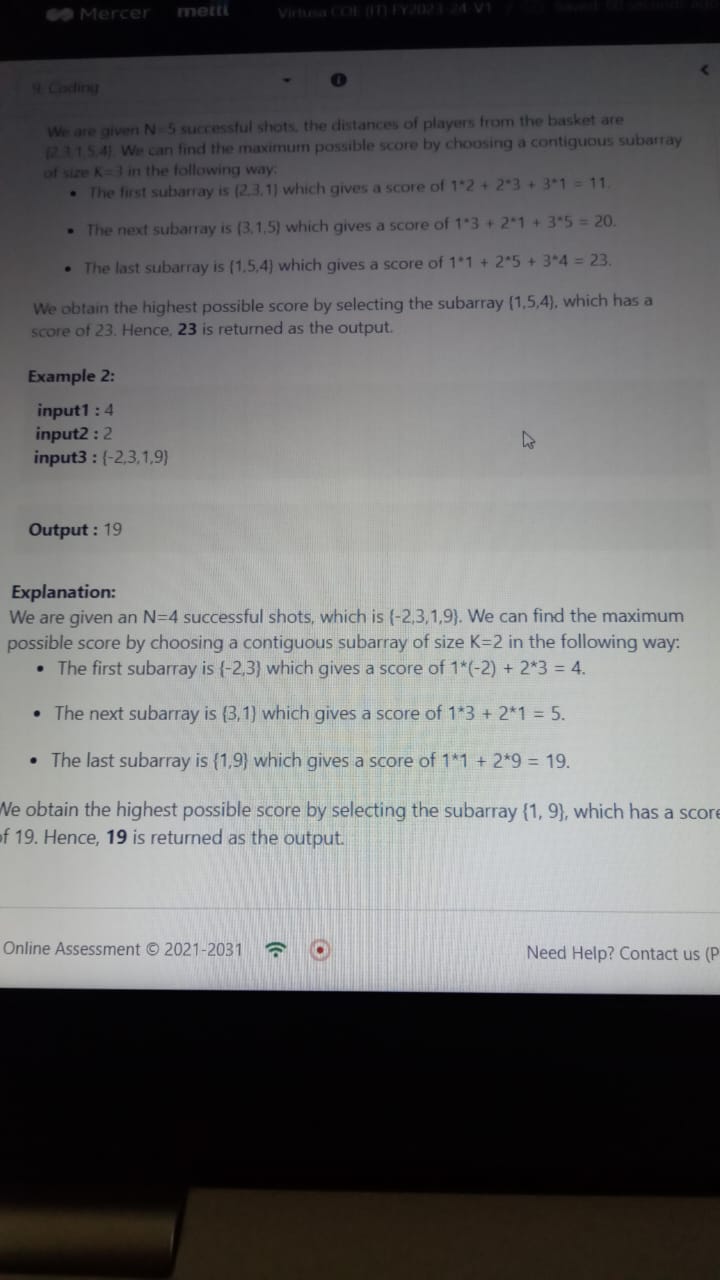 Mercer mettl Virtusa COE (IT) FY2023-24 V1
9. Coding
We are given N=5 successful shots, the distances of players from the basket are
{2,3,1,5,4}. We can find the maximum possible score by choosing a contiguous subarray
of size K=3 in the following way:
• The first subarray is {2,3,1} which gives a score of 1*2 + 2*3 + 3*1 = 11.
• The next subarray is {3,1,5} which gives a score of 1*3 + 2*1 + 3*5 = 20.
• The last subarray is {1,5,4} which gives a score of 1*1 + 2*5 + 3*4 = 23.
We obtain the highest possible score by selecting the subarray {1,5,4}, which has a
score of 23. Hence, 23 is returned as the output.
Example 2:
input1 : 4
input2 : 2
input3 : {-2,3,1,9}
Output : 19
Explanation:
We are given an N=4 successful shots, which is {-2,3,1,9}. We can find the maximum
possible score by choosing a contiguous subarray of size K=2 in the following way:
• The first subarray is {-2,3} which gives a score of 1*(-2) + 2*3 = 4.
• The next subarray is {3,1} which gives a score of 1*3 + 2*1 = 5.
• The last subarray is {1,9} which gives a score of 1*1 + 2*9 = 19.
We obtain the highest possible score by selecting the subarray {1, 9}, which has a score
of 19. Hence, 19 is returned as the output.
Online Assessment © 2021-2031 Need Help? Contact us (P